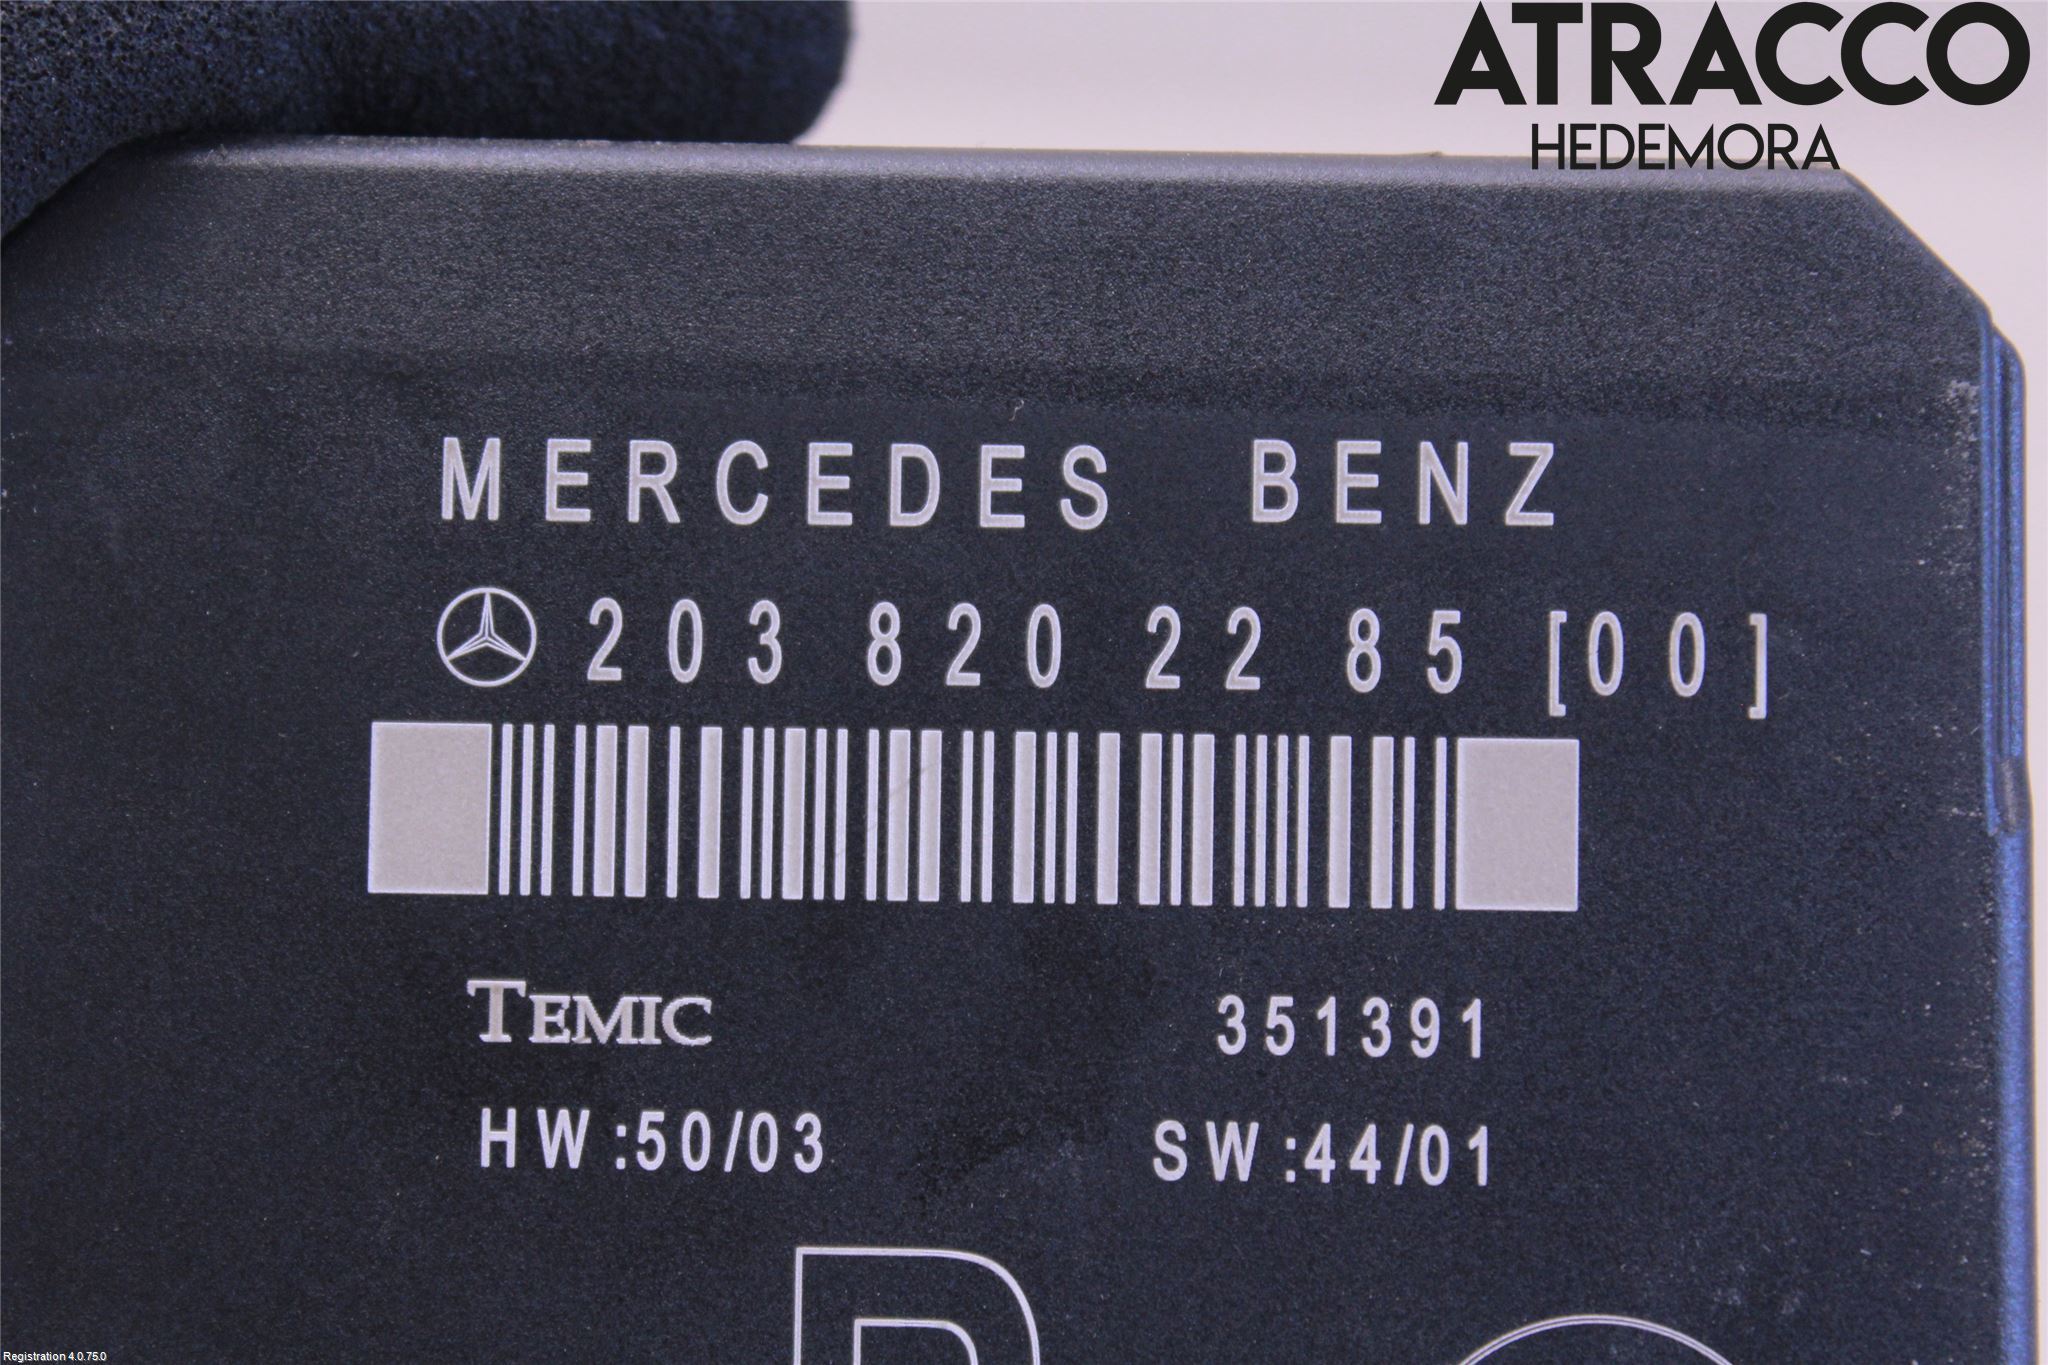 ATRACCO
HEDEMORA
MERCEDES BENZ
203 820 22 85 [00]
TEMIC 351391
HW:50/03 SW:44/01
Registration 4.0.75.0